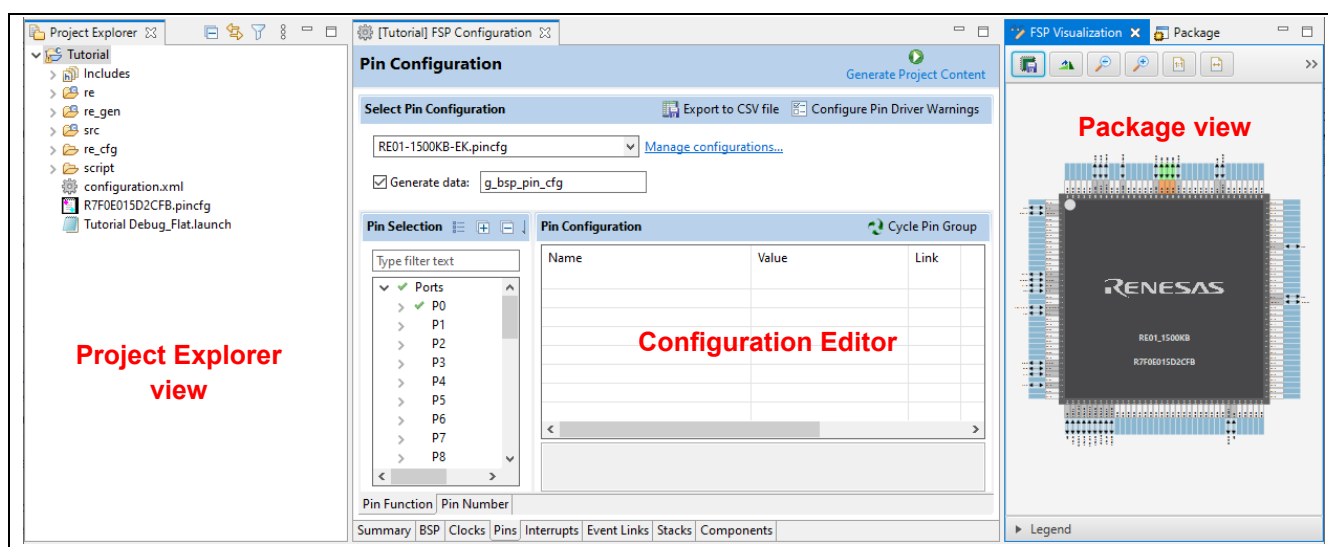 Project Explorer
Tutorial
Includes
re
re_gen
src
re_cfg
script
configuration.xml
R7F0E015D2CFB.pincfg
Tutorial Debug_Flat.launch
Project Explorer
view
[Tutorial] FSP Configuration
Pin Configuration
Generate Project Content
Select Pin Configuration
Export to CSV file
Configure Pin Driver Warnings
RE01-1500KB-EK.pincfg
Manage configurations...
Generate data:
g_bsp_pin_cfg
Pin Selection
Type filter text
Ports
P0
P1
P2
P3
P4
P5
P6
P7
P8
Pin Configuration
Cycle Pin Group
Name Value Link
Configuration Editor
Pin Function Pin Number
Summary BSP Clocks Pins Interrupts Event Links Stacks Components
FSP Visualization
Package
Package view
RENESAS
RE01_1500KB
R7F0E015D2CFB
Legend